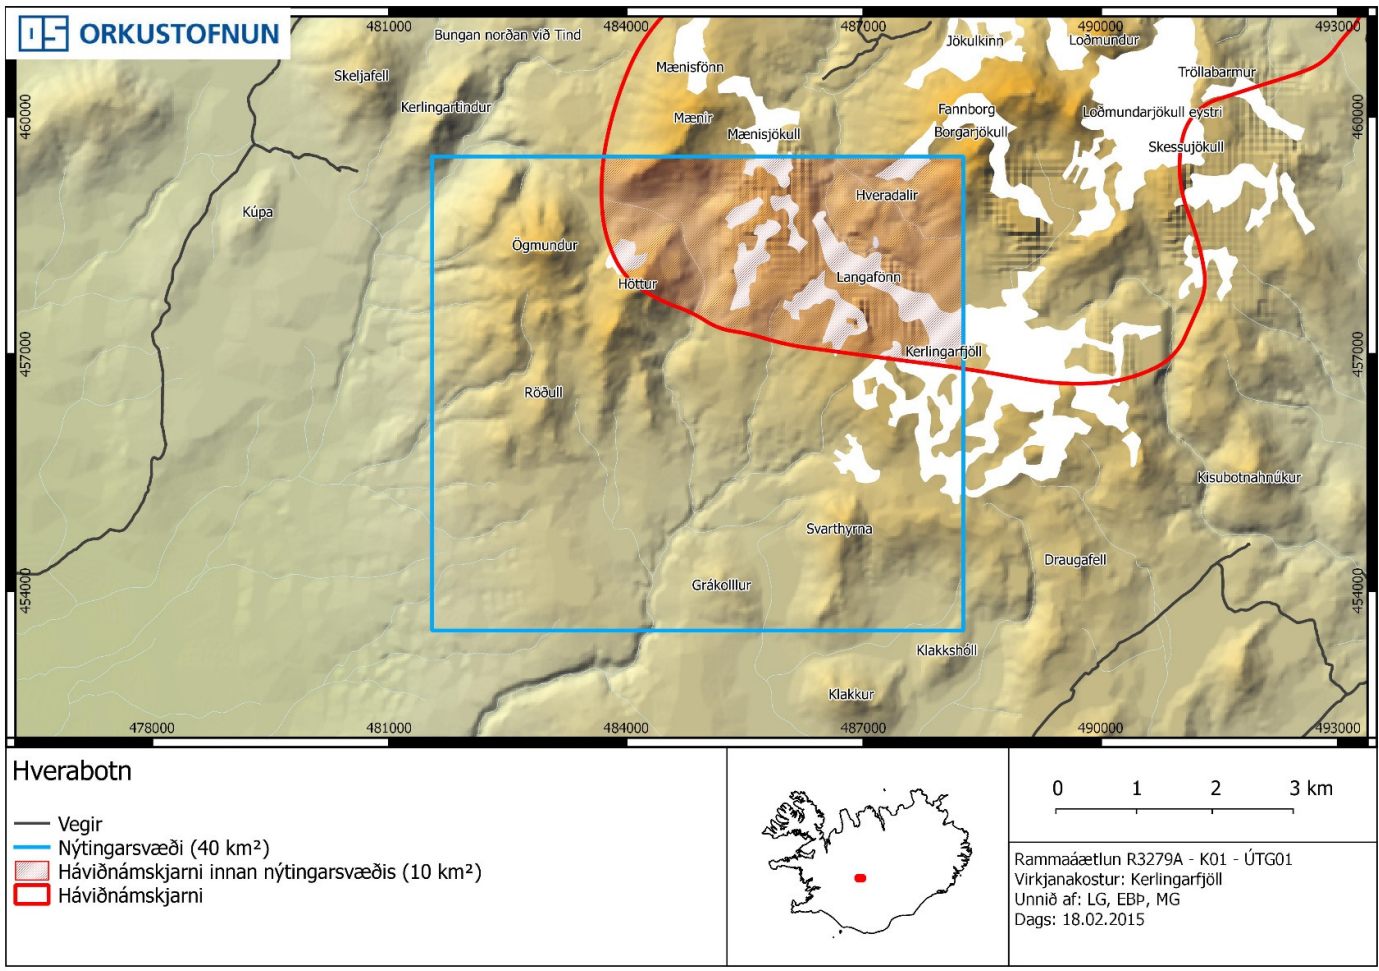 ORKUSTOFNUN
481000
484000
487000
490000
493000
Bungan norðan við Tind
Jökulkinn
Loðmundur
Skeljafell
Mænisfönn
Tröllabarmur
Kerlingartindur
460000
Mænir
Fannborg
Loðmundarjökull eystri
460000
Mænisjökull
Borgarjökull
Skessujökull
Hveradalir
Kúpa
Ögmundur
Höttur
Langafönn
457000
Kerlingarfjöll
457000
Röðull
Kisubotnahnúkur
Svarthyrna
Draugafell
454000
Grákolllur
454000
Klakkshóll
Klakkur
478000
481000
484000
487000
490000
493000
Hverabotn
Vegir
Nýtingarsvæði (40 km²)
Háviðnámskjarni innan nýtingarsvæðis (10 km²)
Háviðnámskjarni
0 1 2 3 km
Rammaáætlun R3279A - K01 - ÚTG01
Virkjanakostur: Kerlingarfjöll
Unnið af: LG, EBÞ, MG
Dags: 18.02.2015